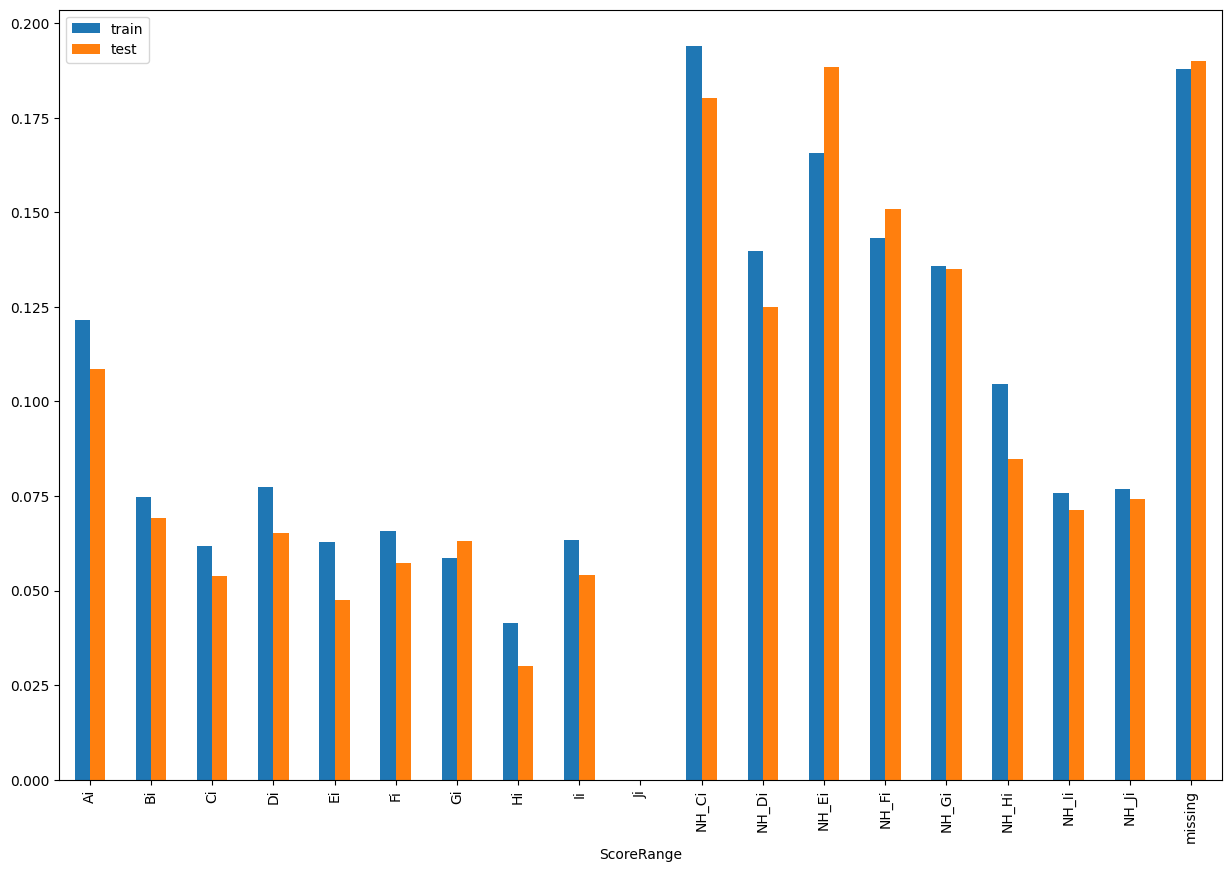 train
test
0.200
0.175
0.150
0.125
0.100
0.075
0.050
0.025
0.000
Ai
Bi
Ci
Di
Ei
Fi
Gi
Hi
Ii
Ji
NH_Ci
NH_Di
NH_Ei
NH_Fi
NH_Gi
NH_Hi
NH_Ii
NH_Ji
missing
ScoreRange